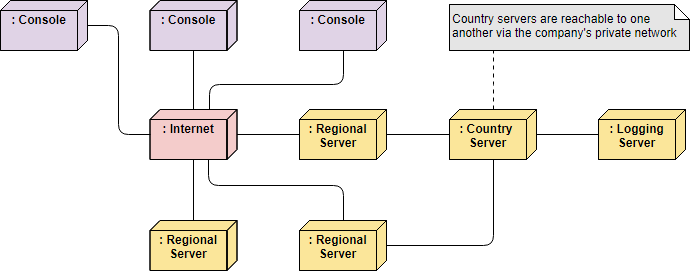 : Console
: Console
: Console
Country servers are reachable to one
another via the company's private network
: Internet
: Regional
Server
: Country
Server
: Logging
Server
: Regional
Server
: Regional
Server